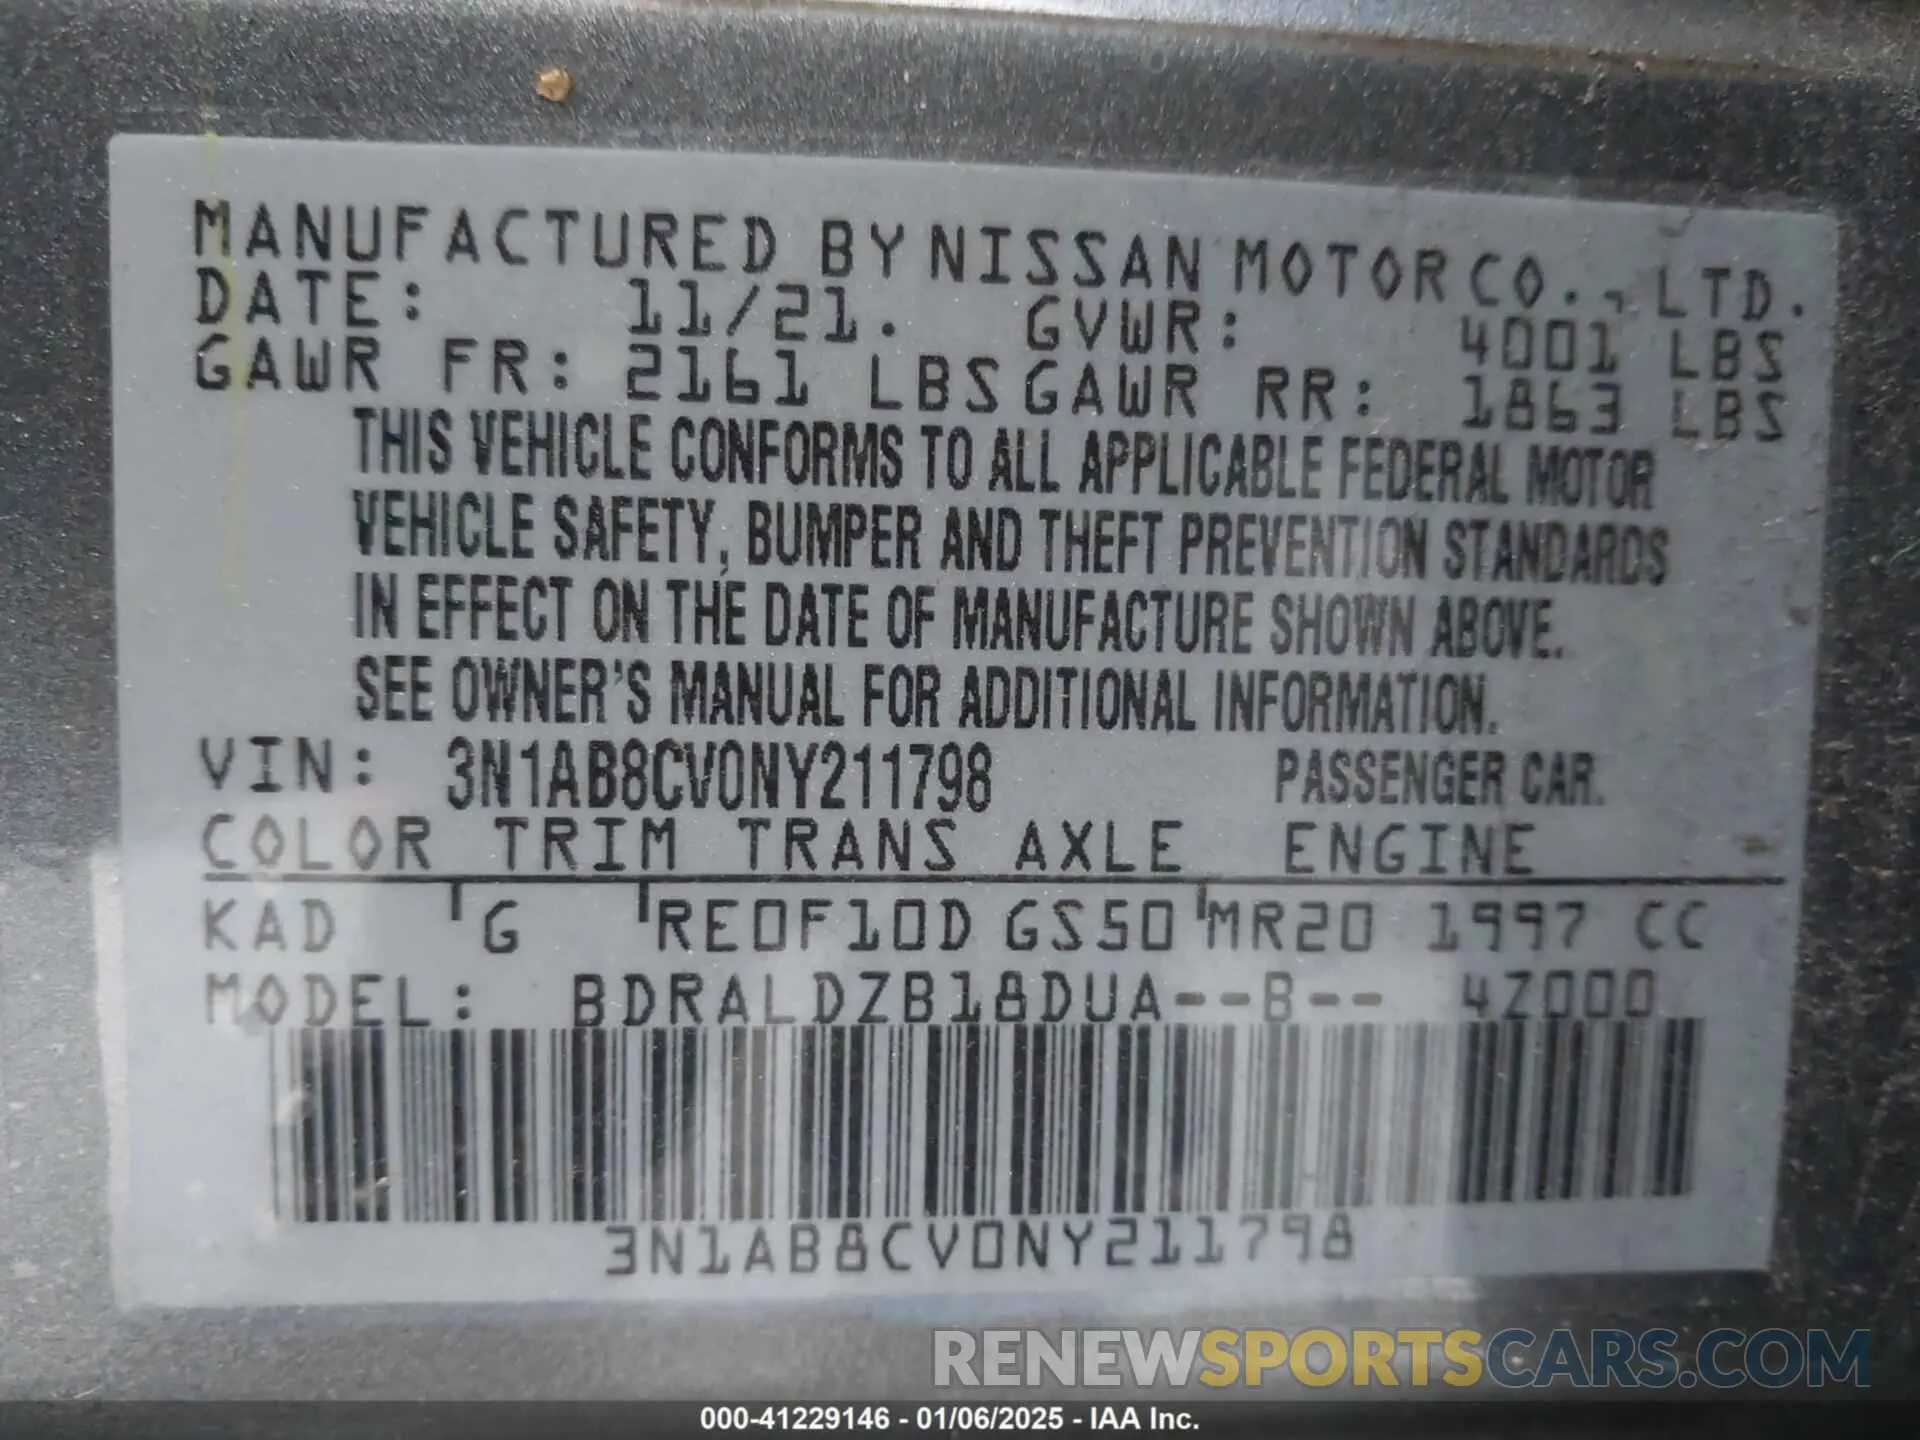 MANUFACTURED BY NISSAN MOTOR CO., LTD.
DATE: 11/21. GVWR: 4001 LBS
GAWR FR: 2161 LBS GAWR RR: 1863 LBS
THIS VEHICLE CONFORMS TO ALL APPLICABLE FEDERAL MOTOR
VEHICLE SAFETY, BUMPER AND THEFT PREVENTION STANDARDS
IN EFFECT ON THE DATE OF MANUFACTURE SHOWN ABOVE.
SEE OWNER'S MANUAL FOR ADDITIONAL INFORMATION.
VIN: 3N1AB8CV0NY211798 PASSENGER CAR.
COLOR TRIM TRANS AXLE ENGINE
KAD G RE0F10D GS50 MR20 1997 CC
MODEL: BDRALDZB18DUA--B-- 4Z000
3N1AB8CV0NY211798
RENEWSPORTSCARS.COM
000-41229146 - 01/06/2025 - IAA Inc.